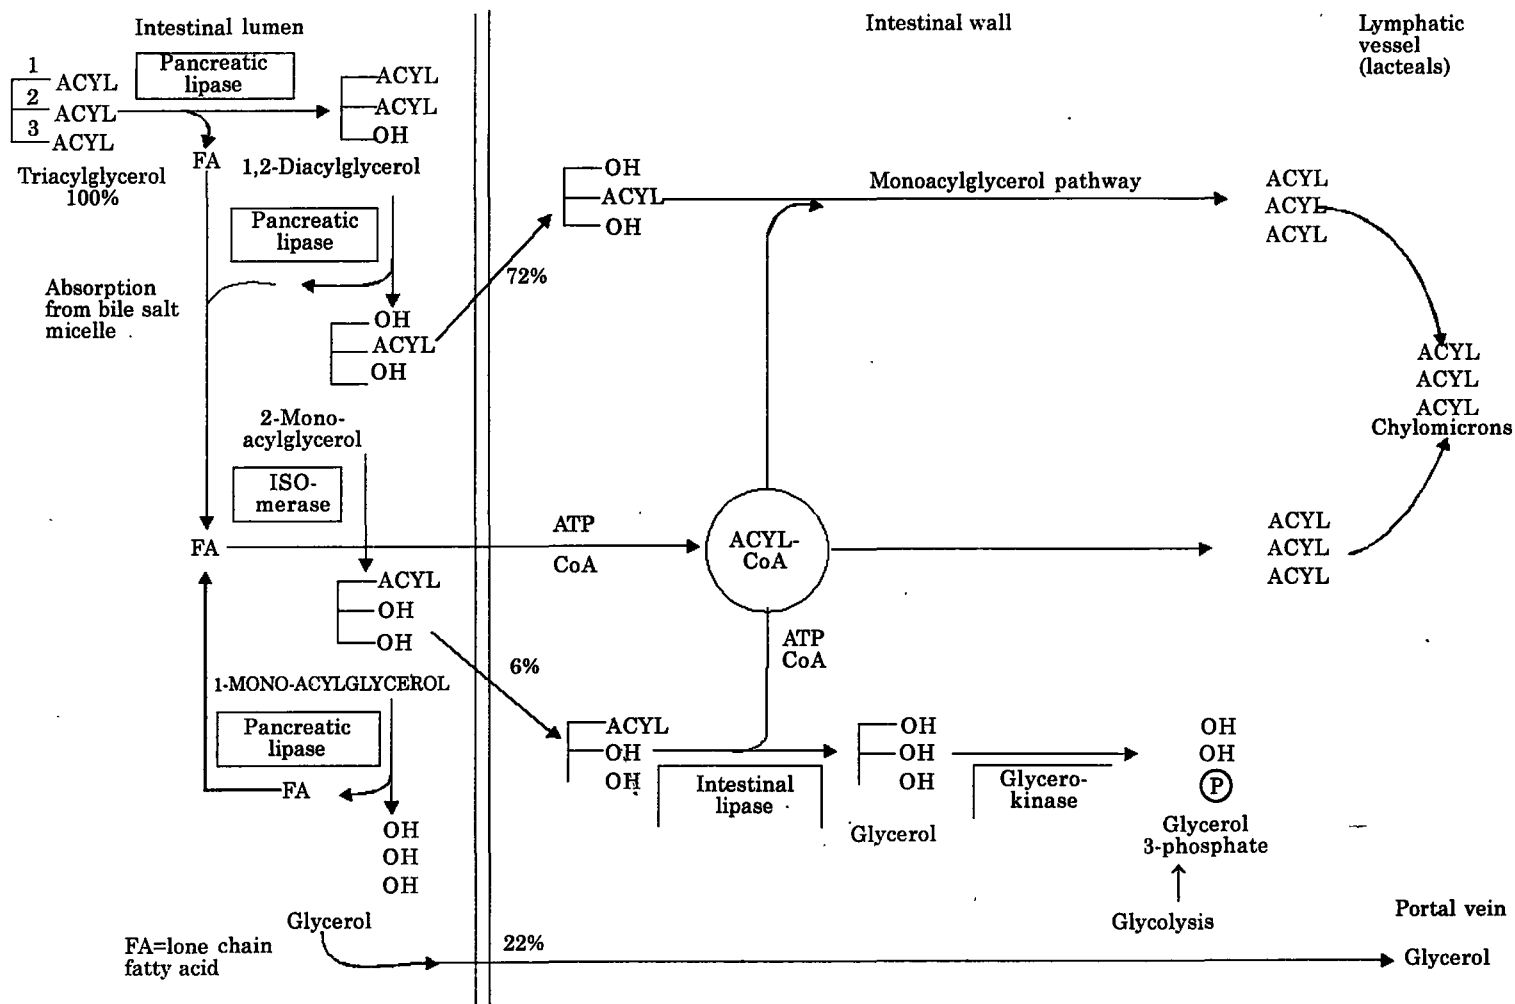 Intestinal lumen
Intestinal wall
Lymphatic
vessel
(lacteals)
Pancreatic
lipase
1
ACYL
2
ACYL
3
ACYL
ACYL
ACYL
OH
FA
Triacylglycerol
100%
1,2-Diacylglycerol
Pancreatic
lipase
Absorption
from bile salt
micelle
OH
ACYL
OH
72%
OH
ACYL
OH
Monoacylglycerol pathway
ACYL
ACYL
ACYL
ACYL
ACYL
ACYL
Chylomicrons
2-Mono-
acylglycerol
ISO-
merase
FA
ATP
CoA
ACYL-
CoA
ACYL
ACYL
ACYL
ACYL
OH
OH
ATP
CoA
6%
1-MONO-ACYLGLYCEROL
Pancreatic
lipase
FA
OH
OH
OH
ACYL
OH
OH
Intestinal
lipase
OH
OH
OH
Glycerol
Glycero-
kinase
OH
OH
P
Glycerol
3-phosphate
Glycolysis
Portal vein
Glycerol
22%
Glycerol
FA=lone chain
fatty acid